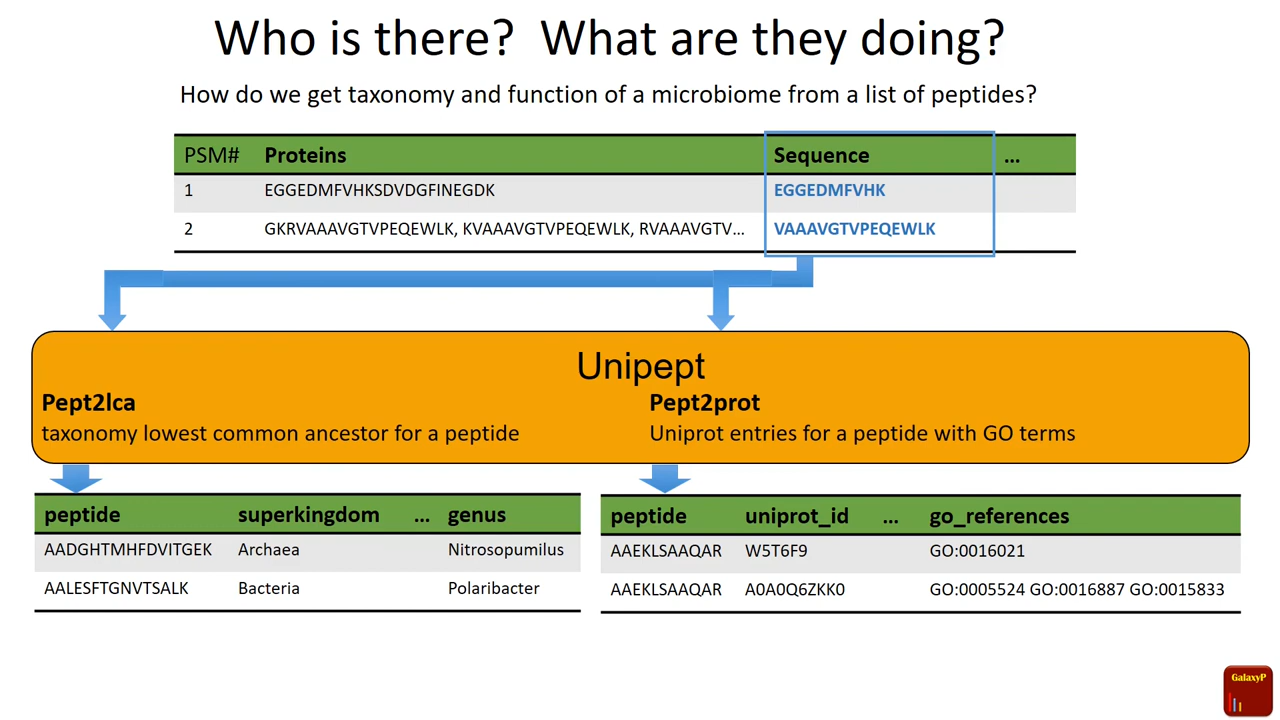 Who is there? What are they doing?
How do we get taxonomy and function of a microbiome from a list of peptides?
PSM# Proteins Sequence ...
1 EGGEDMFVHKSDVDGFINEGDK EGGEDMFVHK
2 GKRVAAAVGTVPEQEWLK, KVAAAVGTVPEQEWLK, RVAAAVGTV... VAAAVGTVPEQEWLK
Unipept
Pept2lca Pept2prot
taxonomy lowest common ancestor for a peptide Uniprot entries for a peptide with GO terms
peptide superkingdom ... genus
AADGHTMHFDVITGEK Archaea Nitrosopumilus
AALESFTGNVTSALK Bacteria Polaribacter
peptide uniprot_id ... go_references
AAEKLSAAQAR W5T6F9 GO:0016021
AAEKLSAAQAR A0A0Q6ZKK0 GO:0005524 GO:0016887 GO:0015833
GalaxyP